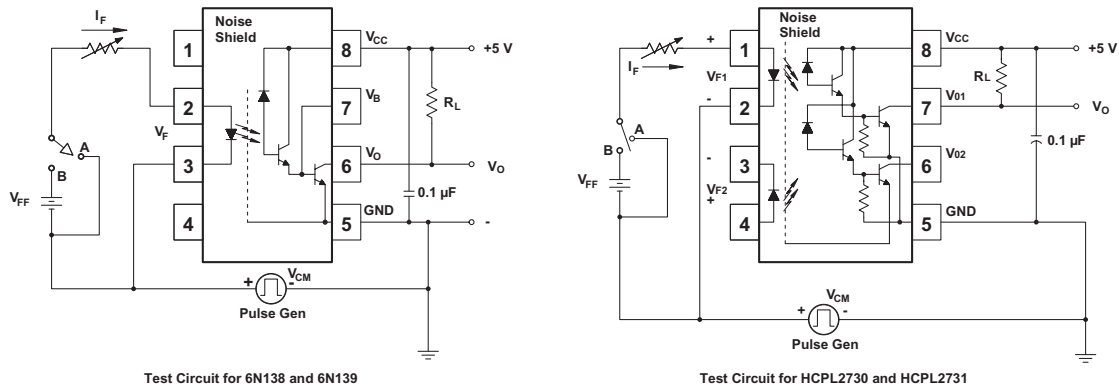 I_F
Noise
Shield
1
8
V_CC
+5 V
2
7
V_B
R_L
V_F
A
B
3
6
V_O
V_O
0.1 µF
V_FF
4
5
GND
-
+
V_CM
-
Pulse Gen
Test Circuit for 6N138 and 6N139
Noise
Shield
I_F
+
1
8
V_CC
+5 V
V_F1
R_L
-
2
7
V_01
V_O
A
B
0.1 µF
-
3
6
V_02
V_FF
V_F2
+
4
5
GND
V_CM
+
-
Pulse Gen
Test Circuit for HCPL2730 and HCPL2731